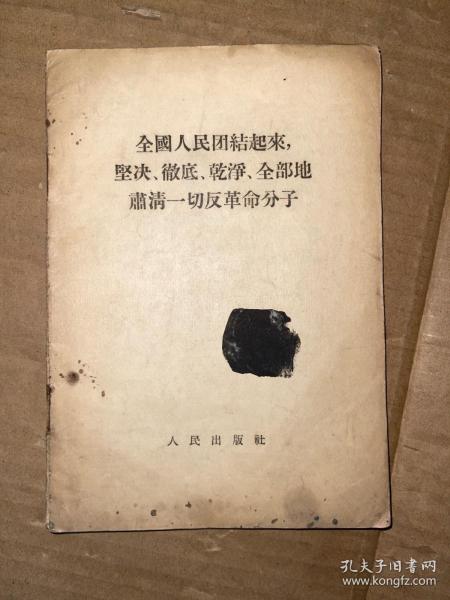 全國人民团結起來，
堅决、徹底、乾淨、全部地
肅清一切反革命分子
人民出版社
孔夫子旧书网
www.kongfz.com